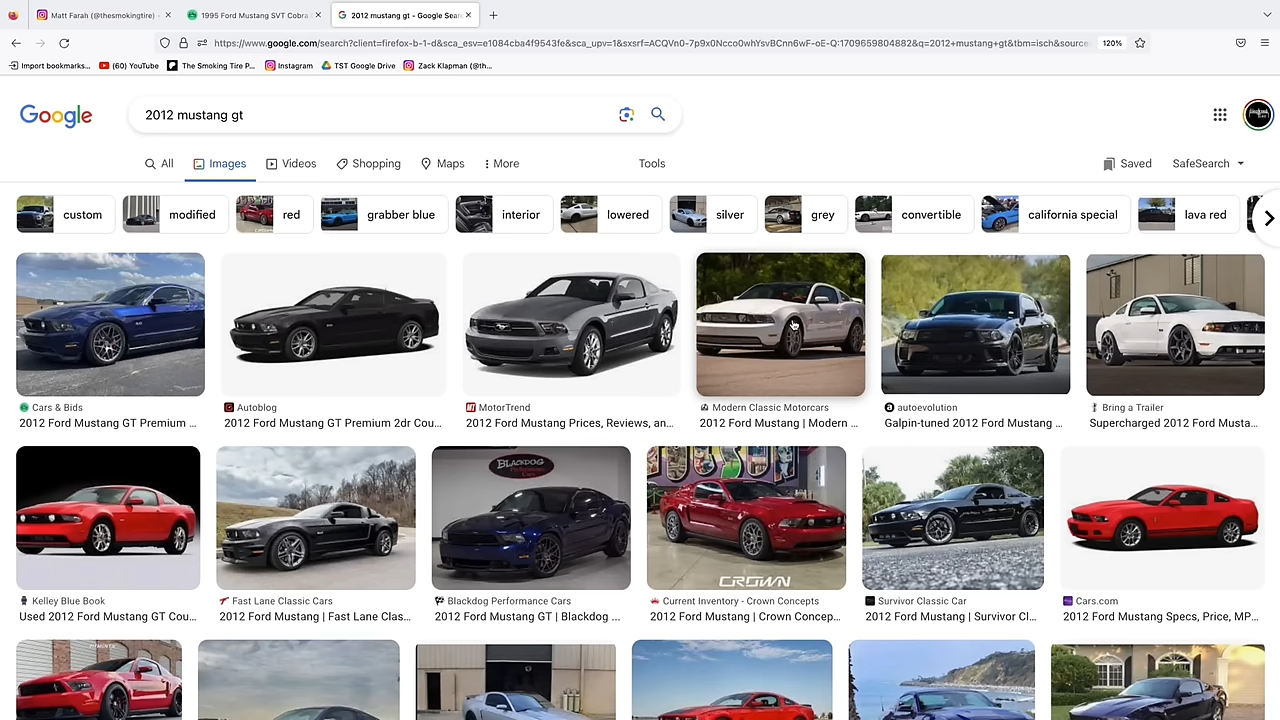 Matt Farah (@thesmokingtire) •
1995 Ford Mustang SVT Cobra
2012 mustang gt - Google Sear
https://www.google.com/search?client=firefox-b-1-d&sca_esv=e1084cba4f9543fe&sca_upv=1&sxsrf=ACQVn0-7p9x0Ncco0whYsvBCnn6wF-oE-Q:1709659804882&q=2012+mustang+gt&tbm=isch&source
120%
Import bookmarks... (60) YouTube The Smoking Tire P... Instagram TST Google Drive Zack Klapman (@th...
Google
2012 mustang gt
All Images Videos Shopping Maps More Tools Saved SafeSearch
custom modified red grabber blue interior lowered silver grey convertible california special lava red
Cars & Bids
2012 Ford Mustang GT Premium ...
Autoblog
2012 Ford Mustang GT Premium 2dr Cou...
MotorTrend
2012 Ford Mustang Prices, Reviews, an...
Modern Classic Motorcars
2012 Ford Mustang | Modern ...
autoevolution
Galpin-tuned 2012 Ford Mustang ...
Bring a Trailer
Supercharged 2012 Ford Musta...
BLACKDOG
CROWN
Kelley Blue Book
Used 2012 Ford Mustang GT Cou...
Fast Lane Classic Cars
2012 Ford Mustang | Fast Lane Clas...
Blackdog Performance Cars
2012 Ford Mustang GT | Blackdog ...
Current Inventory - Crown Concepts
2012 Ford Mustang | Crown Concep...
Survivor Classic Car
2012 Ford Mustang | Survivor Cl...
Cars.com
2012 Ford Mustang Specs, Price, MP...